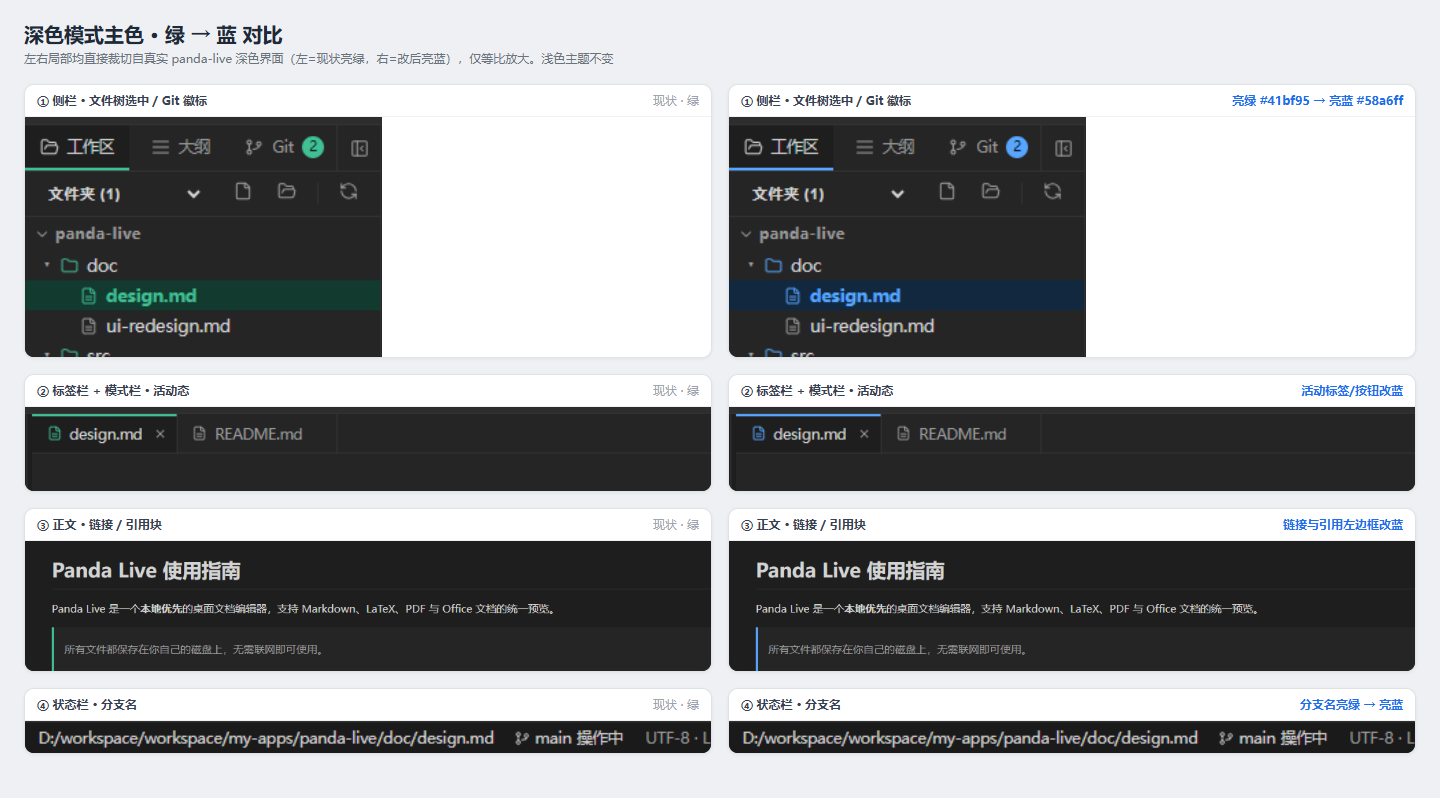 深色模式主色 · 绿 → 蓝 对比
左右局部均直接裁切自真实 panda-live 深色界面（左=现状亮绿，右=改后亮蓝），仅等比放大。浅色主题不变
① 侧栏 · 文件树选中 / Git 徽标
现状 · 绿
工作区 大纲 Git 2
文件夹 (1)
panda-live
doc
design.md
ui-redesign.md
src
① 侧栏 · 文件树选中 / Git 徽标
亮绿 #41bf95 → 亮蓝 #58a6ff
工作区 大纲 Git 2
文件夹 (1)
panda-live
doc
design.md
ui-redesign.md
src
② 标签栏 + 模式栏 · 活动态
现状 · 绿
design.md × README.md
② 标签栏 + 模式栏 · 活动态
活动标签/按钮改蓝
design.md × README.md
③ 正文 · 链接 / 引用块
现状 · 绿
Panda Live 使用指南
Panda Live 是一个本地优先的桌面文档编辑器，支持 Markdown、LaTeX、PDF 与 Office 文档的统一预览。
所有文件都保存在你自己的磁盘上，无需联网即可使用。
③ 正文 · 链接 / 引用块
链接与引用左边框改蓝
Panda Live 使用指南
Panda Live 是一个本地优先的桌面文档编辑器，支持 Markdown、LaTeX、PDF 与 Office 文档的统一预览。
所有文件都保存在你自己的磁盘上，无需联网即可使用。
④ 状态栏 · 分支名
现状 · 绿
D:/workspace/workspace/my-apps/panda-live/doc/design.md main 操作中 UTF-8 · L
④ 状态栏 · 分支名
分支名亮绿 → 亮蓝
D:/workspace/workspace/my-apps/panda-live/doc/design.md main 操作中 UTF-8 · L